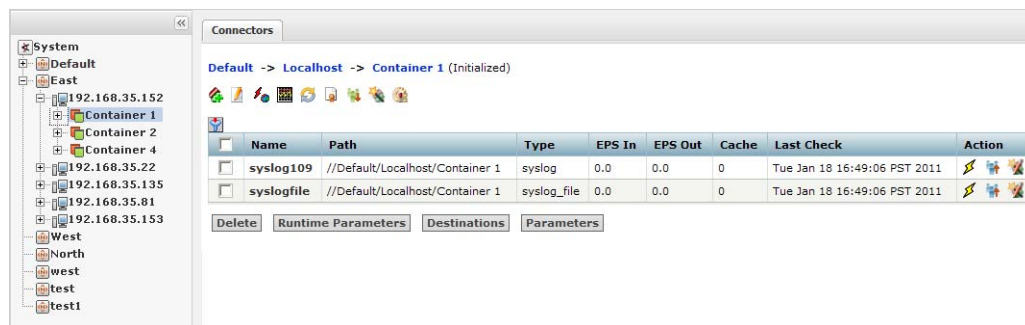 System
Default
East
192.168.35.152
Container 1
Container 2
Container 4
192.168.35.22
192.168.35.135
192.168.35.81
192.168.35.153
West
North
west
test
test1
Connectors
Default -> Localhost -> Container 1 (Initialized)
Name Path Type EPS In EPS Out Cache Last Check Action
syslog109 //Default/Localhost/Container 1 syslog 0.0 0.0 0 Tue Jan 18 16:49:06 PST 2011
syslogfile //Default/Localhost/Container 1 syslog_file 0.0 0.0 0 Tue Jan 18 16:49:06 PST 2011
Delete Runtime Parameters Destinations Parameters